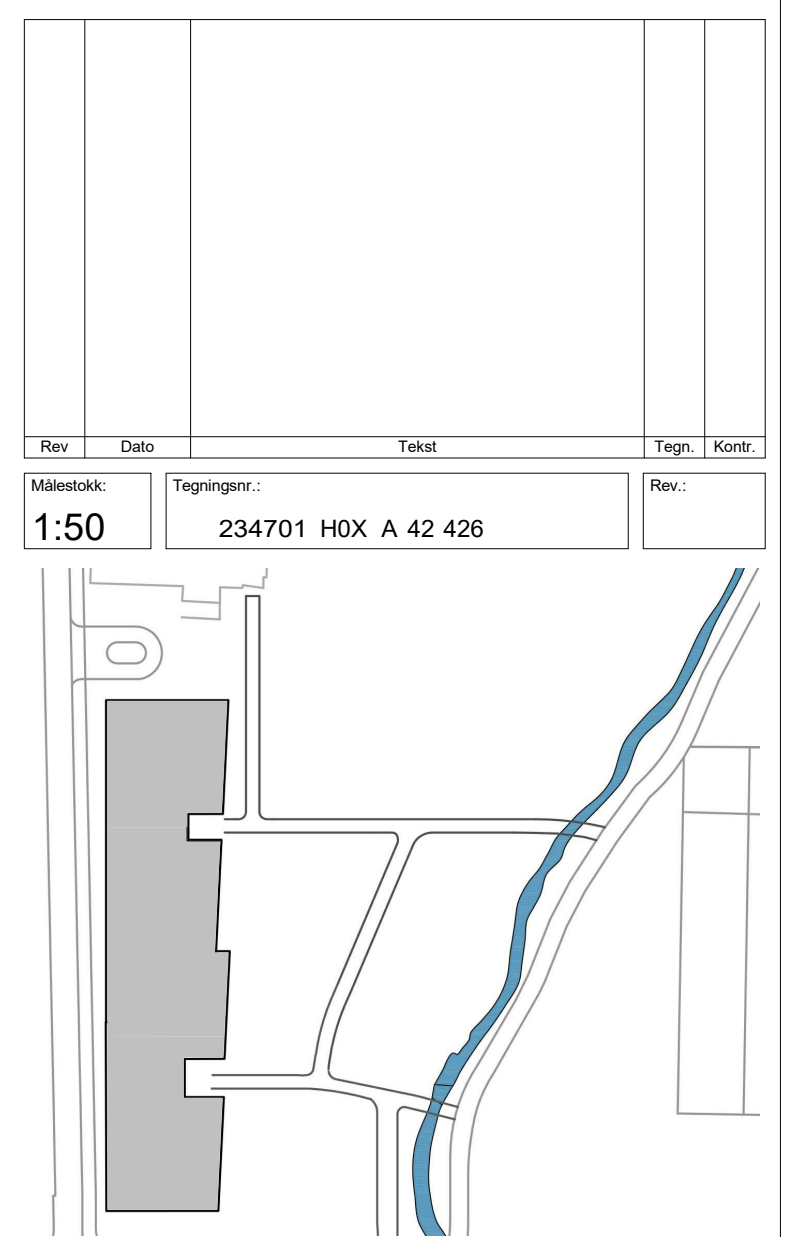 Rev Dato Tekst Tegn. Kontr.
Målestokk: Tegningsnr.: Rev.:
1:50 234701 H0X A 42 426